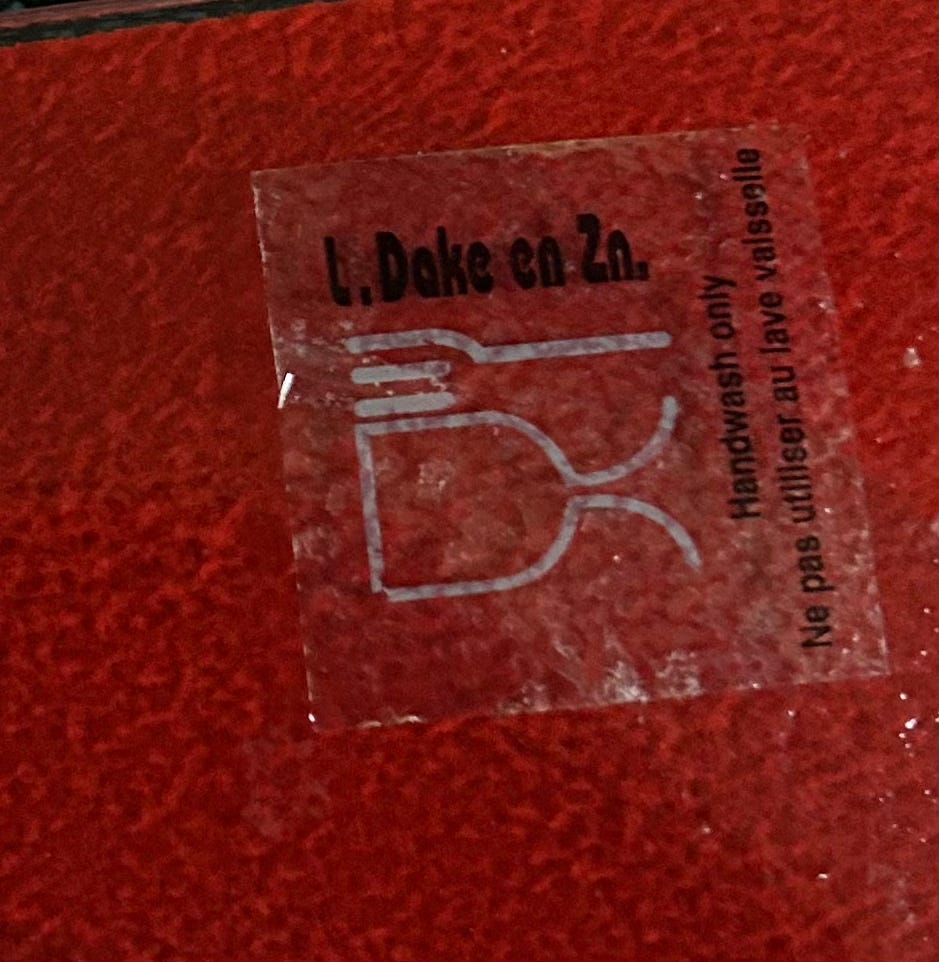 L. Dake en Zn.
Handwash only
Ne pas utiliser au lave vaisselle